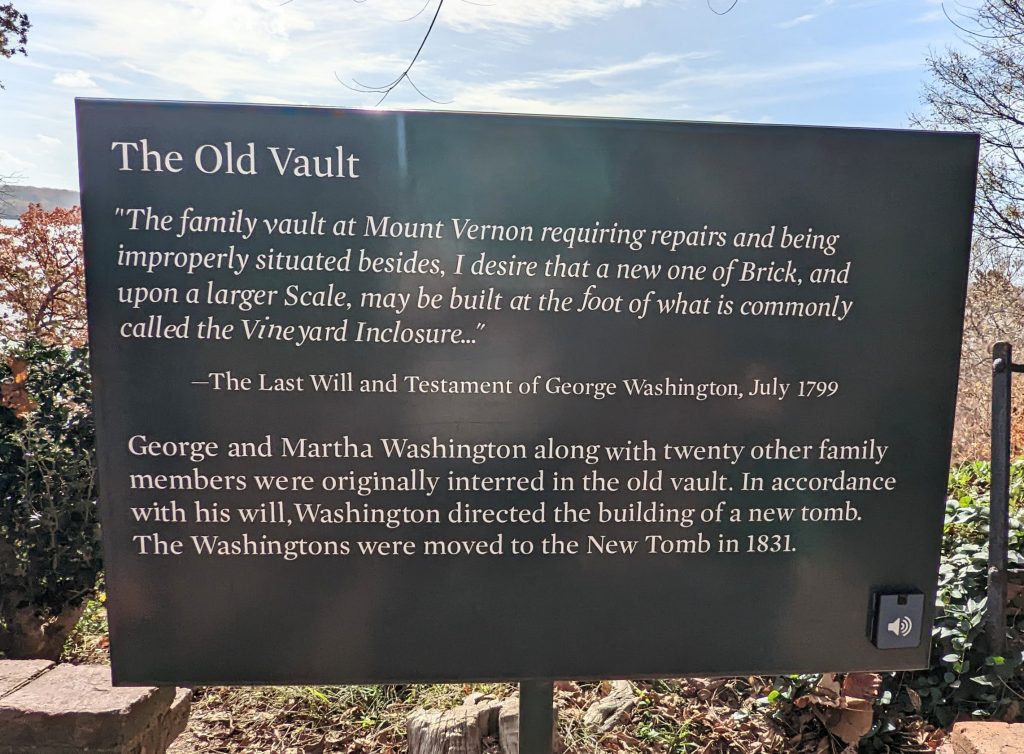 The Old Vault
"The family vault at Mount Vernon requiring repairs and being
improperly situated besides, I desire that a new one of Brick, and
upon a larger Scale, may be built at the foot of what is commonly
called the Vineyard Inclosure..."
—The Last Will and Testament of George Washington, July 1799
George and Martha Washington along with twenty other family
members were originally interred in the old vault. In accordance
with his will,Washington directed the building of a new tomb.
The Washingtons were moved to the New Tomb in 1831.